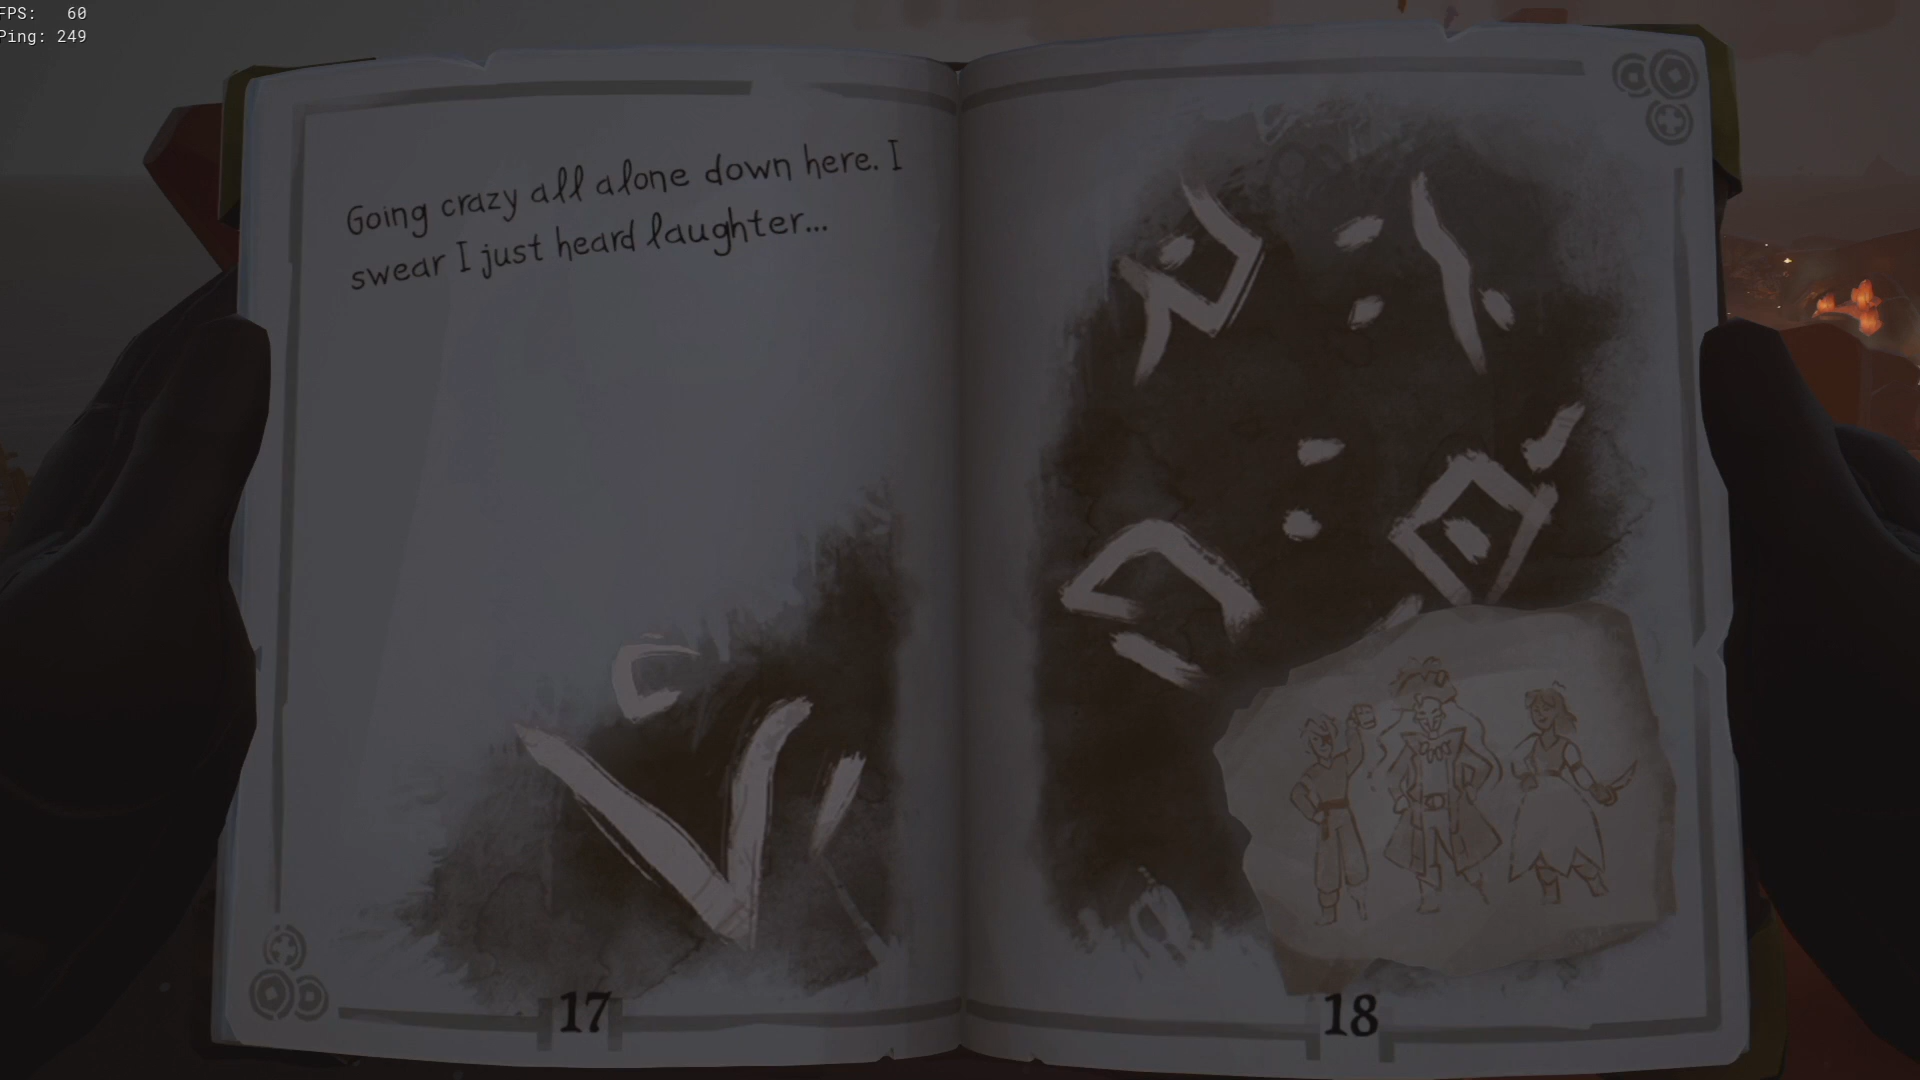 FPS: 60
Ping: 249
Going crazy all alone down here. I
swear I just heard laughter...
17
18